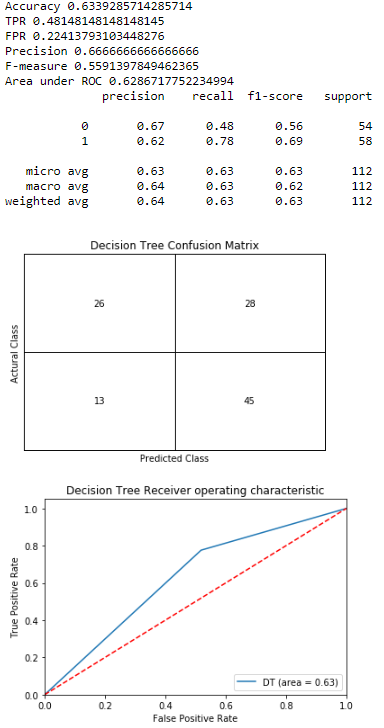 Accuracy 0.6339285714285714
TPR 0.48148148148148145
FPR 0.22413793103448276
Precision 0.6666666666666666
F-measure 0.5591397849462365
Area under ROC 0.6286717752234994
precision recall f1-score support
0 0.67 0.48 0.56 54
1 0.62 0.78 0.69 58
micro avg 0.63 0.63 0.63 112
macro avg 0.64 0.63 0.62 112
weighted avg 0.64 0.63 0.63 112
Decision Tree Confusion Matrix
Actural Class
26 28
13 45
Predicted Class
Decision Tree Receiver operating characteristic
True Positive Rate
1.0
0.8
0.6
0.4
0.2
0.0
DT (area = 0.63)
0.0 0.2 0.4 0.6 0.8 1.0
False Positive Rate